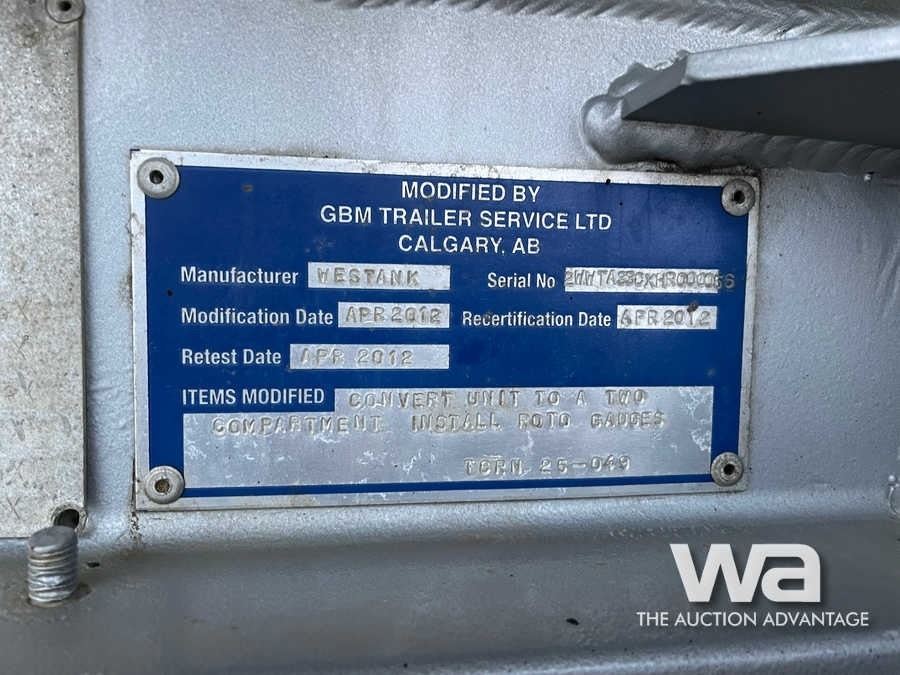 MODIFIED BY
GBM TRAILER SERVICE LTD
CALGARY, AB
Manufacturer WESTANK Serial No
Modification Date APR 2012 Recertification Date APR 2012
Retest Date APR 2012
ITEMS MODIFIED CONVERT UNIT TO A TWO
COMPARTMENT INSTALL ROTO GAUGES
TCRN 25-049
wa
THE AUCTION ADVANTAGE